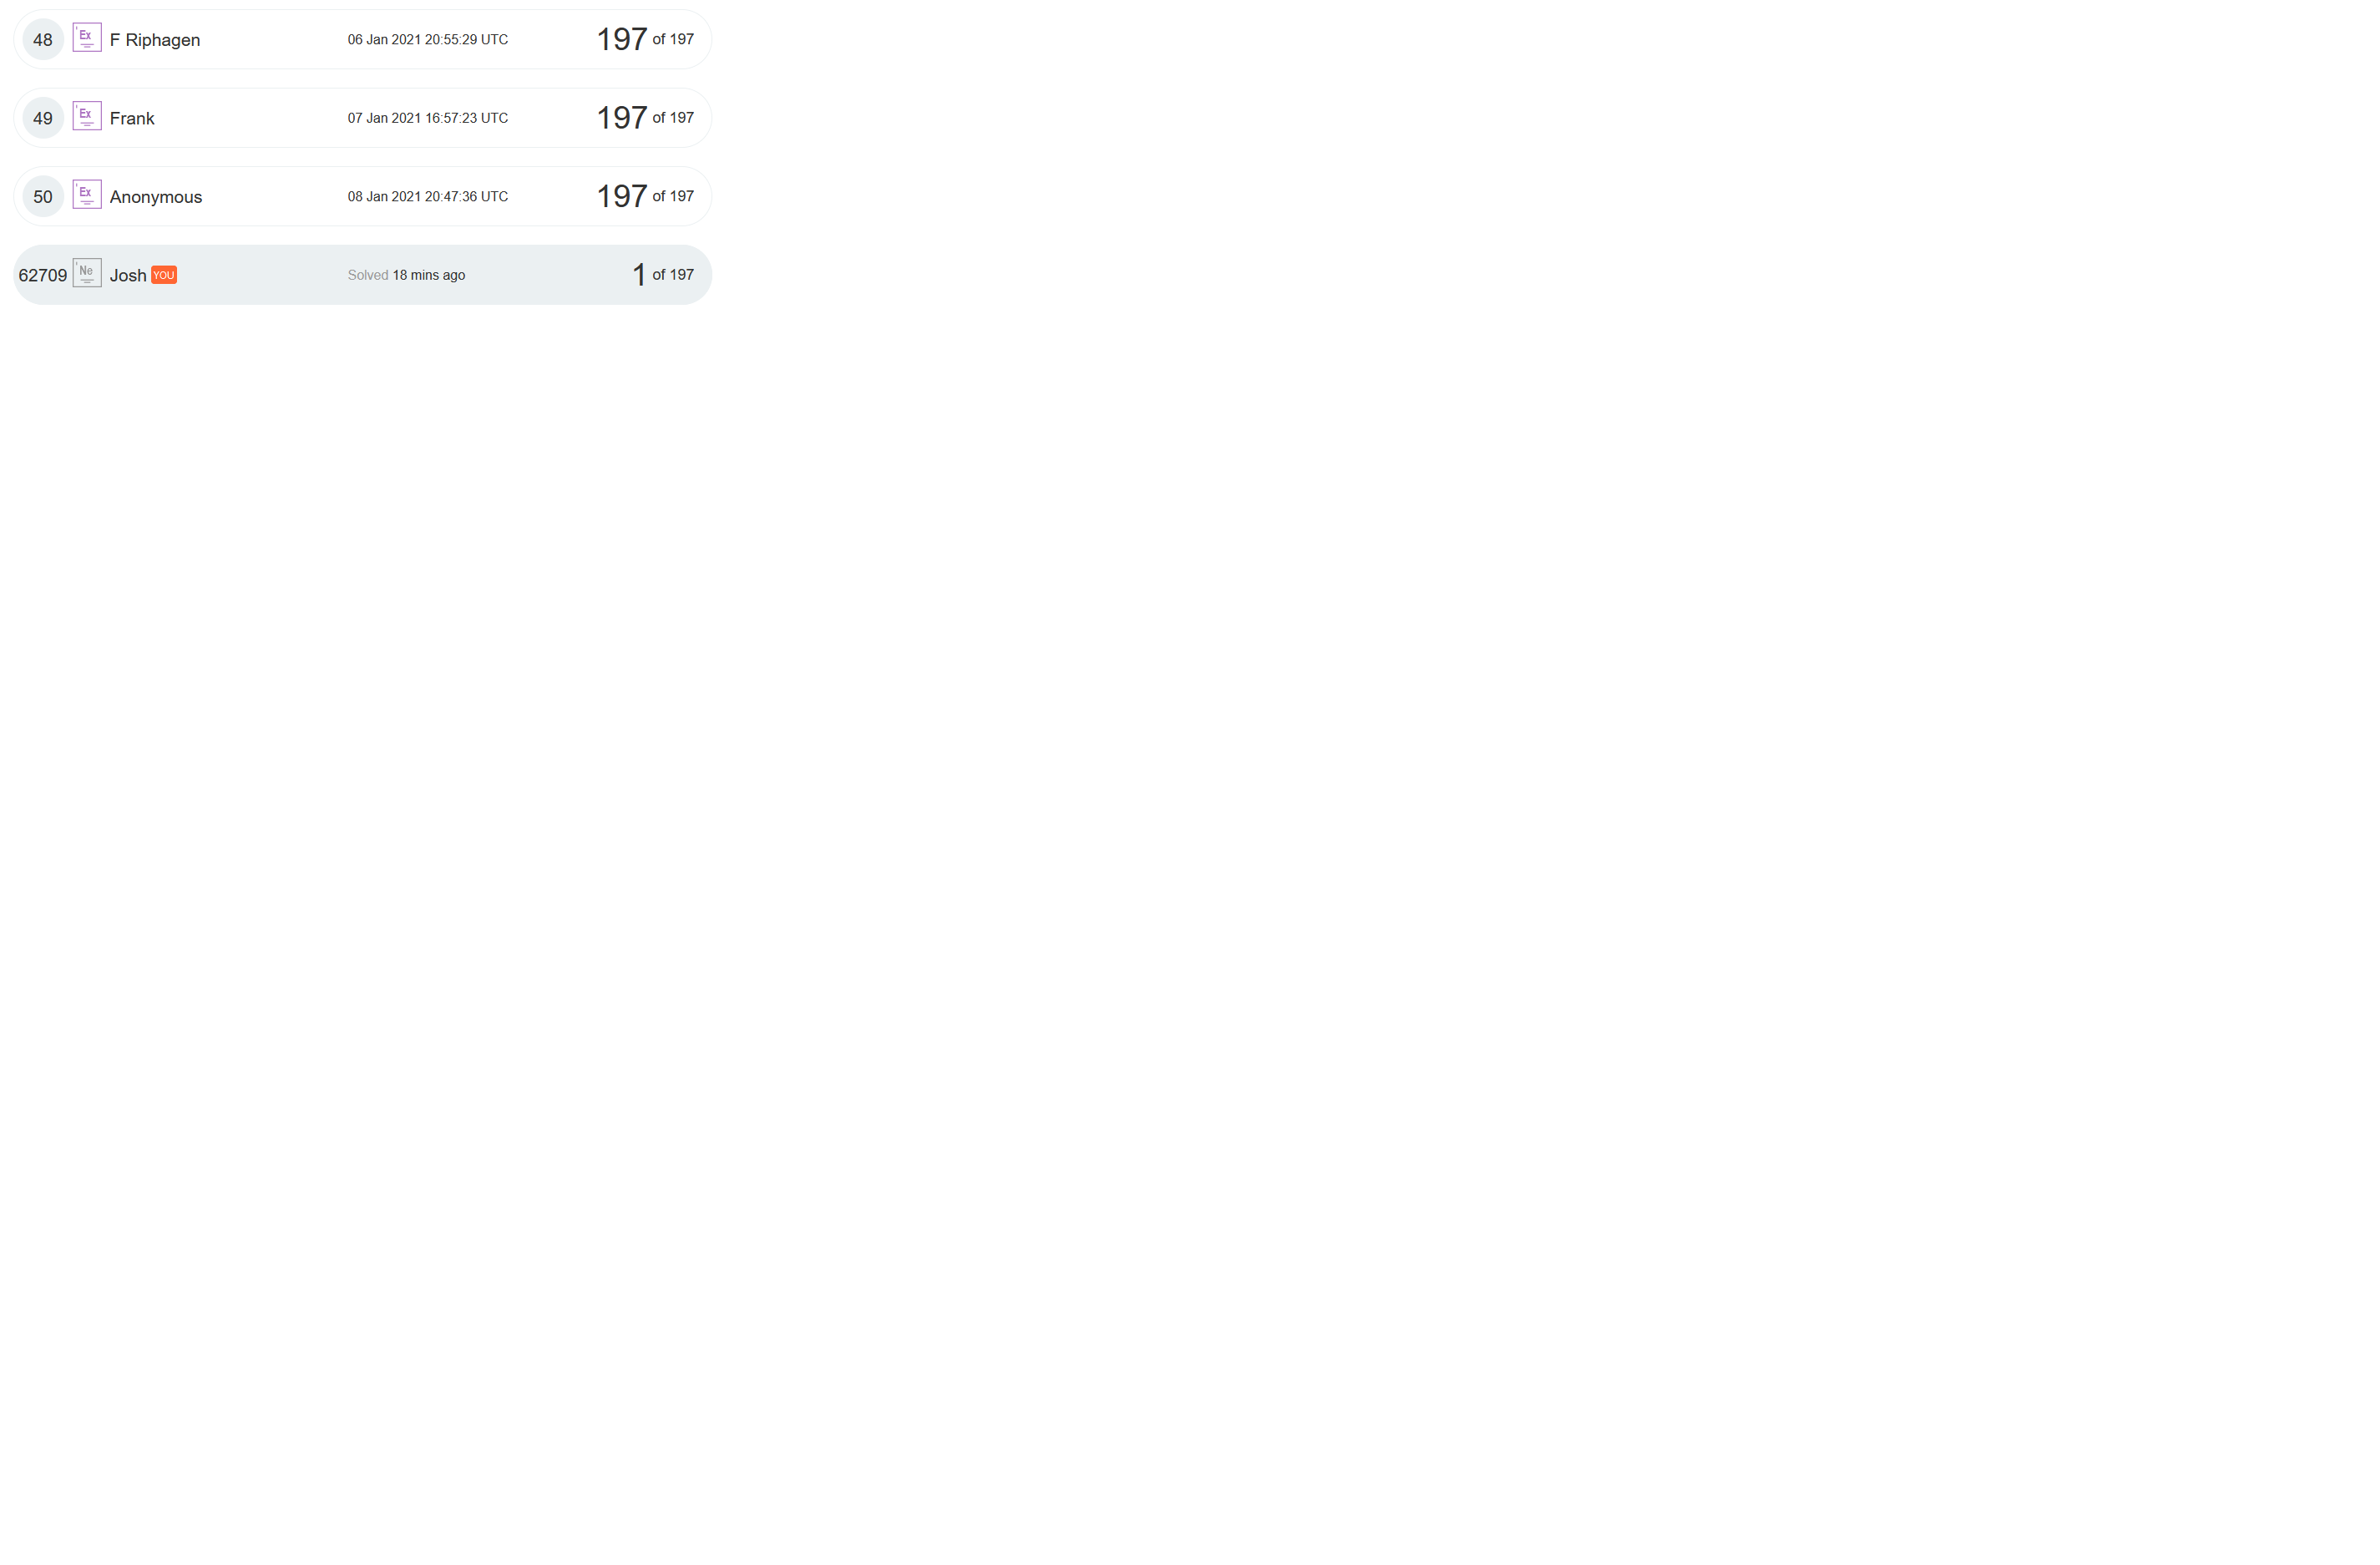 48 Ex F Riphagen 06 Jan 2021 20:55:29 UTC 197 of 197
49 Ex Frank 07 Jan 2021 16:57:23 UTC 197 of 197
50 Ex Anonymous 08 Jan 2021 20:47:36 UTC 197 of 197
62709 Ne Josh YOU Solved 18 mins ago 1 of 197